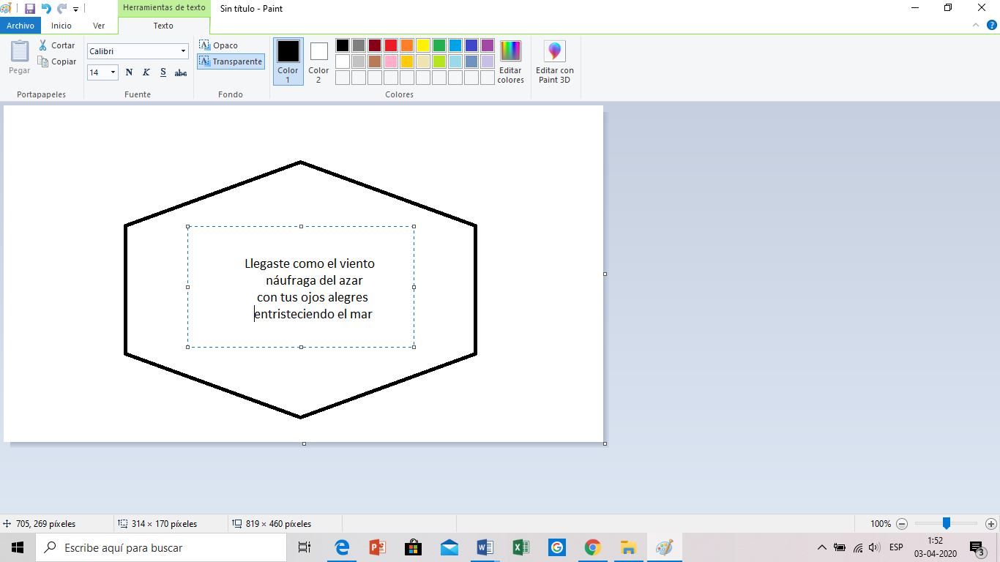 Herramientas de texto
Sin título - Paint
Archivo
Inicio
Ver
Texto
Pegar
Cortar
Copiar
Portapapeles
Calibri
14
N K S abc
Fuente
Opaco
Transparente
Fondo
Color 1
Color 2
Editar colores
Colores
Editar con Paint 3D
Llegaste como el viento
náufraga del azar
con tus ojos alegres
entristeciendo el mar
705, 269 píxeles
314 × 170 píxeles
819 × 460 píxeles
100%
Escribe aquí para buscar
ESP
1:52
03-04-2020
3